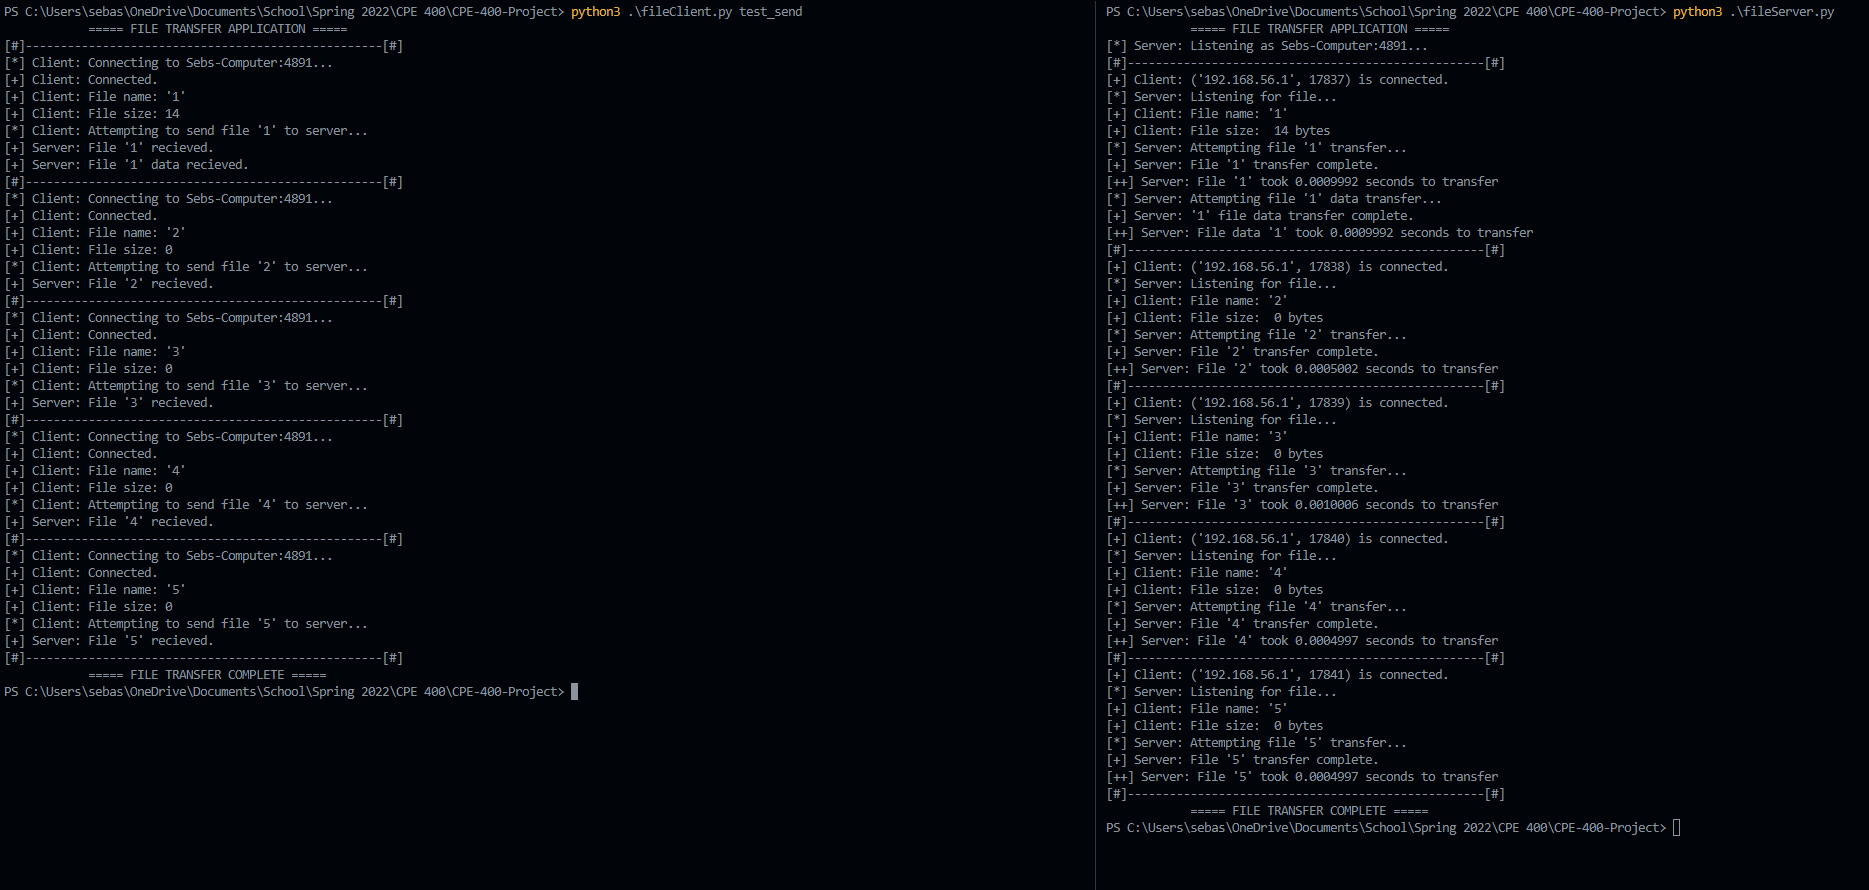 PS C:\Users\sebas\OneDrive\Documents\School\Spring 2022\CPE 400\CPE-400-Project> python3 .\fileClient.py test_send
===== FILE TRANSFER APPLICATION =====
[#]---------------------------------------------------[#]
[*] Client: Connecting to Sebs-Computer:4891...
[+] Client: Connected.
[+] Client: File name: '1'
[+] Client: File size: 14
[*] Client: Attempting to send file '1' to server...
[+] Server: File '1' recieved.
[+] Server: File '1' data recieved.
[#]---------------------------------------------------[#]
[*] Client: Connecting to Sebs-Computer:4891...
[+] Client: Connected.
[+] Client: File name: '2'
[+] Client: File size: 0
[*] Client: Attempting to send file '2' to server...
[+] Server: File '2' recieved.
[#]---------------------------------------------------[#]
[*] Client: Connecting to Sebs-Computer:4891...
[+] Client: Connected.
[+] Client: File name: '3'
[+] Client: File size: 0
[*] Client: Attempting to send file '3' to server...
[+] Server: File '3' recieved.
[#]---------------------------------------------------[#]
[*] Client: Connecting to Sebs-Computer:4891...
[+] Client: Connected.
[+] Client: File name: '4'
[+] Client: File size: 0
[*] Client: Attempting to send file '4' to server...
[+] Server: File '4' recieved.
[#]---------------------------------------------------[#]
[*] Client: Connecting to Sebs-Computer:4891...
[+] Client: Connected.
[+] Client: File name: '5'
[+] Client: File size: 0
[*] Client: Attempting to send file '5' to server...
[+] Server: File '5' recieved.
[#]---------------------------------------------------[#]
===== FILE TRANSFER COMPLETE =====
PS C:\Users\sebas\OneDrive\Documents\School\Spring 2022\CPE 400\CPE-400-Project>
PS C:\Users\sebas\OneDrive\Documents\School\Spring 2022\CPE 400\CPE-400-Project> python3 .\fileServer.py
===== FILE TRANSFER APPLICATION =====
[*] Server: Listening as Sebs-Computer:4891...
[#]---------------------------------------------------[#]
[+] Client: ('192.168.56.1', 17837) is connected.
[*] Server: Listening for file...
[+] Client: File name: '1'
[+] Client: File size:  14 bytes
[*] Server: Attempting file '1' transfer...
[+] Server: File '1' transfer complete.
[++] Server: File '1' took 0.0009992 seconds to transfer
[*] Server: Attempting file '1' data transfer...
[+] Server: '1' file data transfer complete.
[++] Server: File data '1' took 0.0009992 seconds to transfer
[#]---------------------------------------------------[#]
[+] Client: ('192.168.56.1', 17838) is connected.
[*] Server: Listening for file...
[+] Client: File name: '2'
[+] Client: File size:  0 bytes
[*] Server: Attempting file '2' transfer...
[+] Server: File '2' transfer complete.
[++] Server: File '2' took 0.0005002 seconds to transfer
[#]---------------------------------------------------[#]
[+] Client: ('192.168.56.1', 17839) is connected.
[*] Server: Listening for file...
[+] Client: File name: '3'
[+] Client: File size:  0 bytes
[*] Server: Attempting file '3' transfer...
[+] Server: File '3' transfer complete.
[++] Server: File '3' took 0.0010006 seconds to transfer
[#]---------------------------------------------------[#]
[+] Client: ('192.168.56.1', 17840) is connected.
[*] Server: Listening for file...
[+] Client: File name: '4'
[+] Client: File size:  0 bytes
[*] Server: Attempting file '4' transfer...
[+] Server: File '4' transfer complete.
[++] Server: File '4' took 0.0004997 seconds to transfer
[#]---------------------------------------------------[#]
[+] Client: ('192.168.56.1', 17841) is connected.
[*] Server: Listening for file...
[+] Client: File name: '5'
[+] Client: File size:  0 bytes
[*] Server: Attempting file '5' transfer...
[+] Server: File '5' transfer complete.
[++] Server: File '5' took 0.0004997 seconds to transfer
[#]---------------------------------------------------[#]
===== FILE TRANSFER COMPLETE =====
PS C:\Users\sebas\OneDrive\Documents\School\Spring 2022\CPE 400\CPE-400-Project>